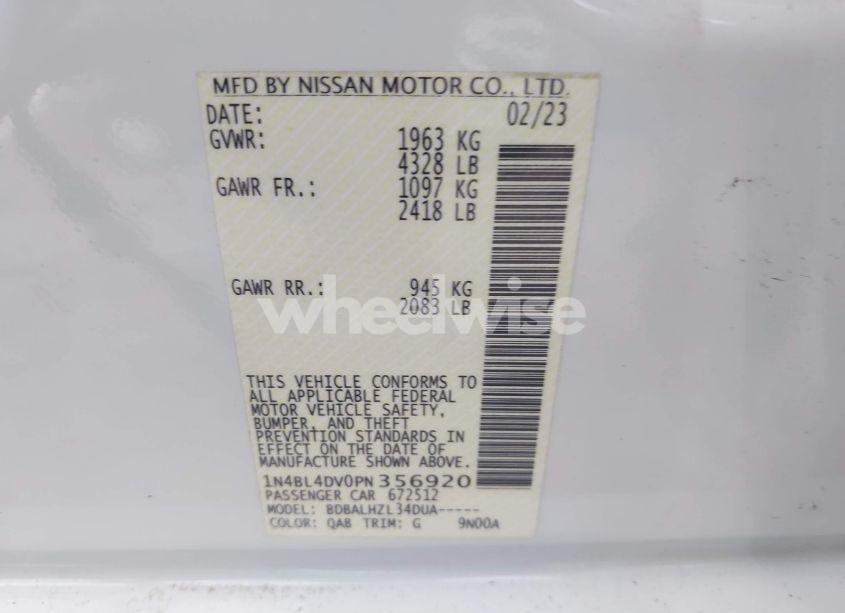 MFD BY NISSAN MOTOR CO., LTD.
DATE: 02/23
GVWR: 1963 KG
4328 LB
GAWR FR.: 1097 KG
2418 LB
GAWR RR.: 945 KG
2083 LB
wheelwise
THIS VEHICLE CONFORMS TO
ALL APPLICABLE FEDERAL
MOTOR VEHICLE SAFETY,
BUMPER, AND THEFT
PREVENTION STANDARDS IN
EFFECT ON THE DATE OF
MANUFACTURE SHOWN ABOVE.
1N4BL4DV0PN356920
PASSENGER CAR 672512
MODEL: BDBALHZL34DUA-----
COLOR: QAB TRIM: G 9N00A